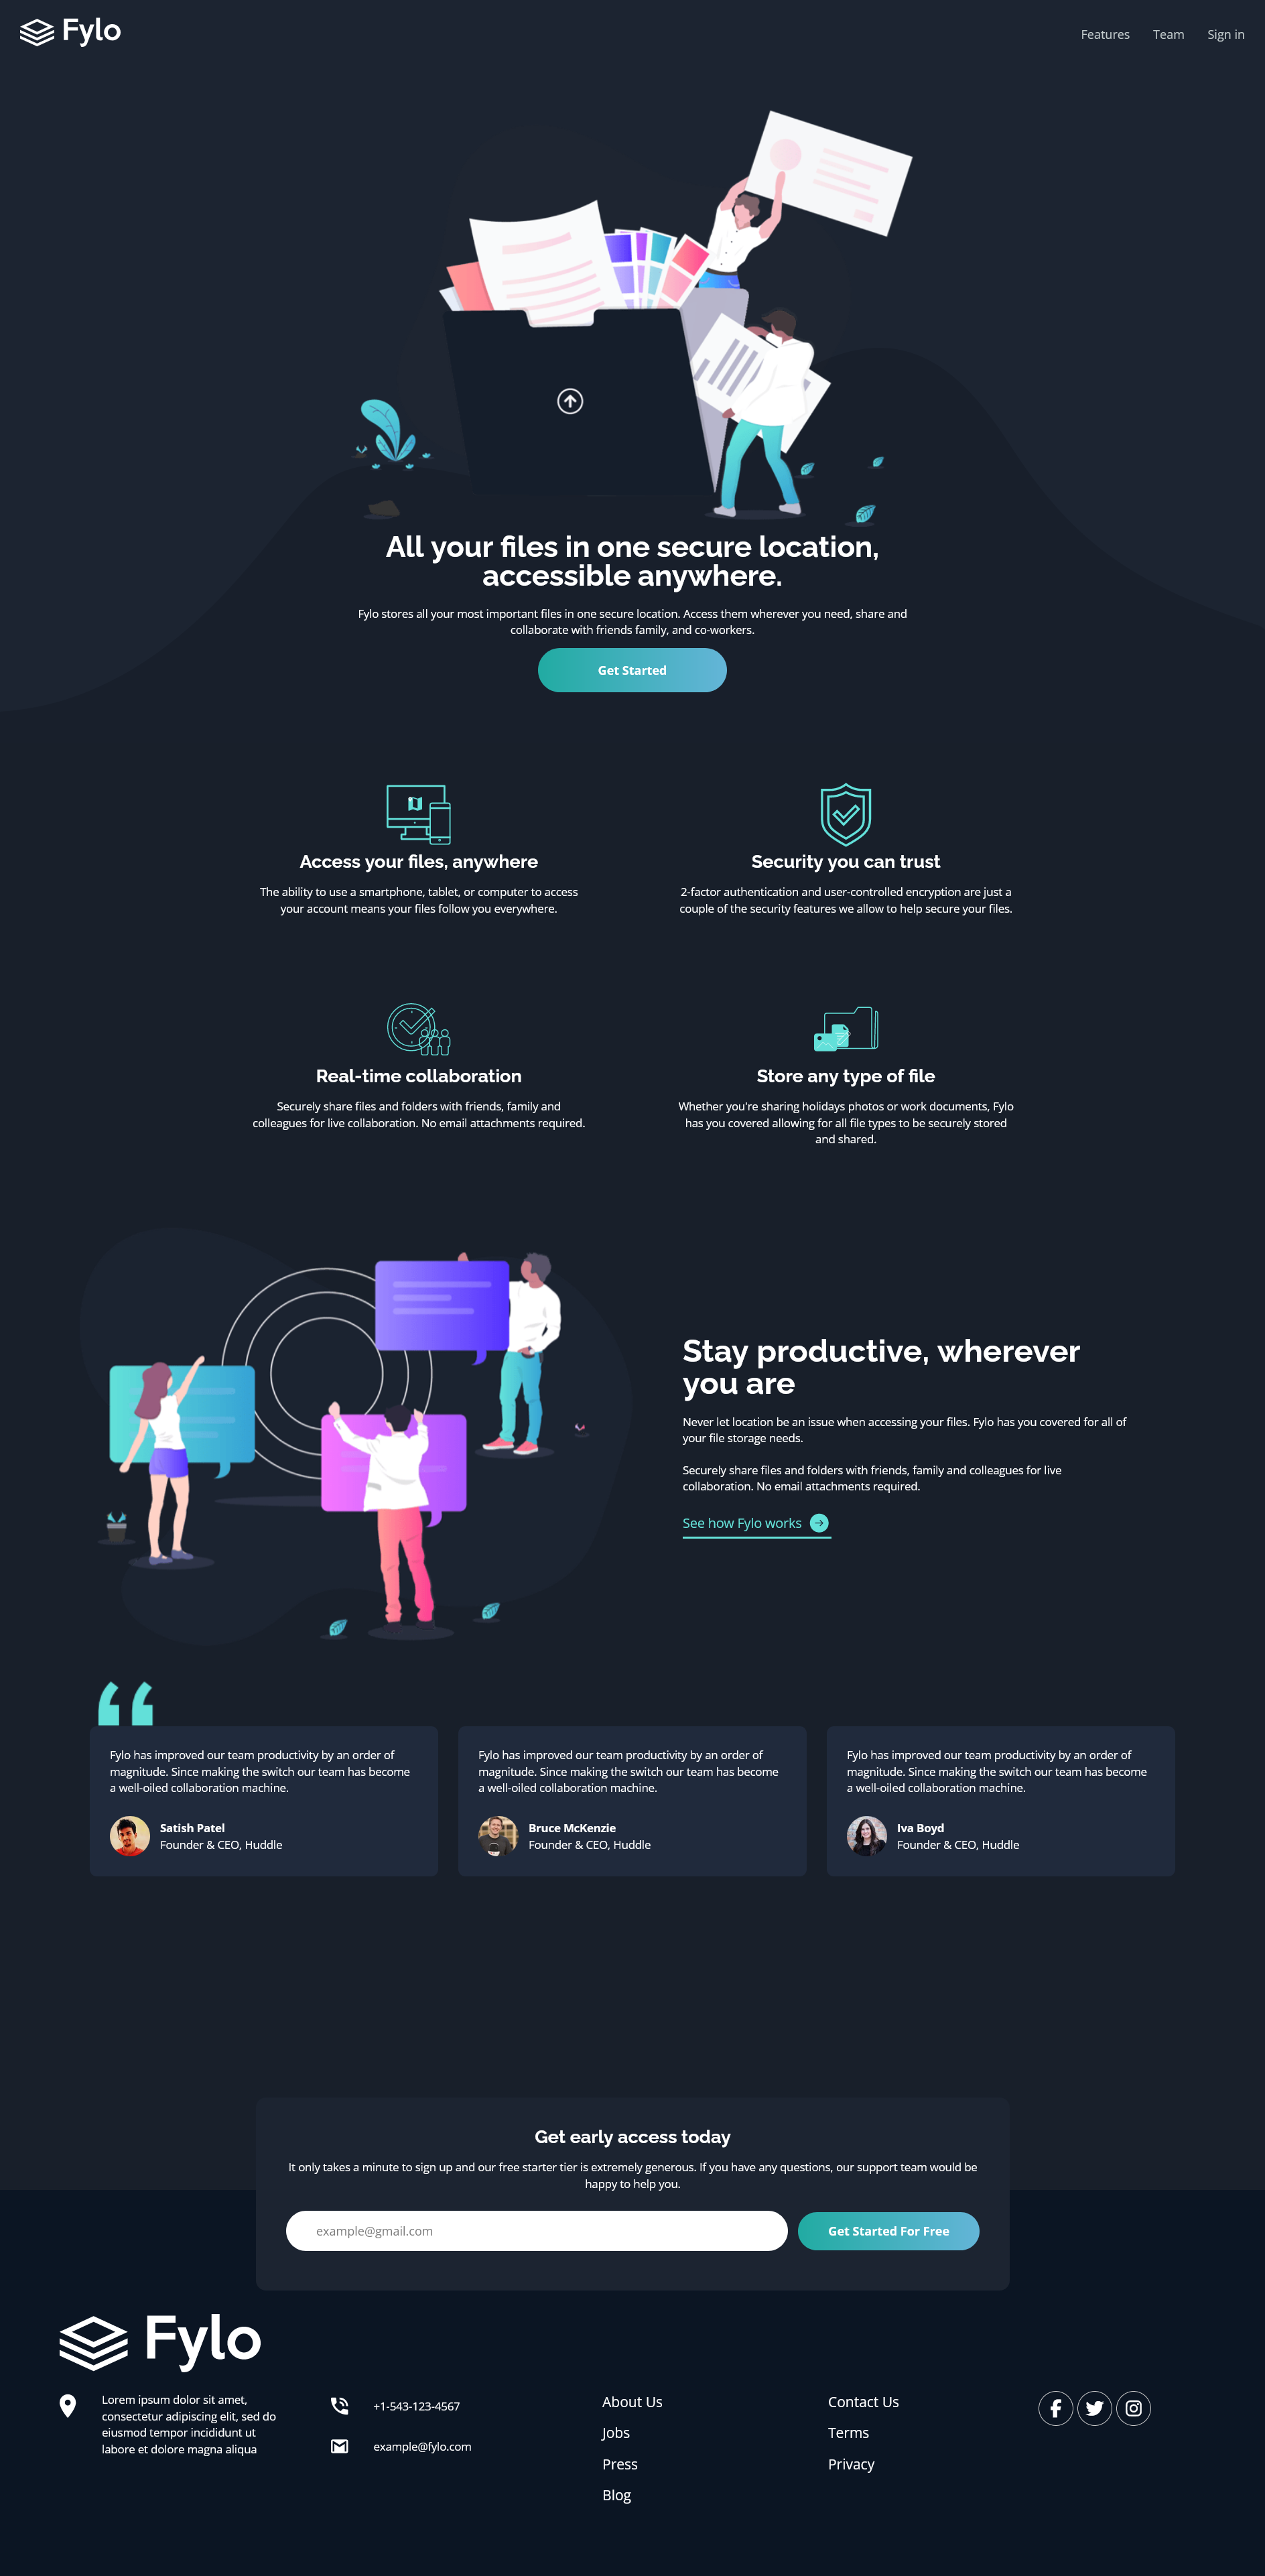 Fylo
Features
Team
Sign in
All your files in one secure location,
accessible anywhere.
Fylo stores all your most important files in one secure location. Access them wherever you need, share and
collaborate with friends family, and co-workers.
Get Started
Access your files, anywhere
The ability to use a smartphone, tablet, or computer to access
your account means your files follow you everywhere.
Security you can trust
2-factor authentication and user-controlled encryption are just a
couple of the security features we allow to help secure your files.
Real-time collaboration
Securely share files and folders with friends, family and
colleagues for live collaboration. No email attachments required.
Store any type of file
Whether you're sharing holidays photos or work documents, Fylo
has you covered allowing for all file types to be securely stored
and shared.
Stay productive, wherever
you are
Never let location be an issue when accessing your files. Fylo has you covered for all of
your file storage needs.
Securely share files and folders with friends, family and colleagues for live
collaboration. No email attachments required.
See how Fylo works
Fylo has improved our team productivity by an order of
magnitude. Since making the switch our team has become
a well-oiled collaboration machine.
Satish Patel
Founder & CEO, Huddle
Fylo has improved our team productivity by an order of
magnitude. Since making the switch our team has become
a well-oiled collaboration machine.
Bruce McKenzie
Founder & CEO, Huddle
Fylo has improved our team productivity by an order of
magnitude. Since making the switch our team has become
a well-oiled collaboration machine.
Iva Boyd
Founder & CEO, Huddle
Get early access today
It only takes a minute to sign up and our free starter tier is extremely generous. If you have any questions, our support team would be
happy to help you.
example@gmail.com
Get Started For Free
Fylo
Lorem ipsum dolor sit amet,
consectetur adipiscing elit, sed do
eiusmod tempor incididunt ut
labore et dolore magna aliqua
+1-543-123-4567
example@fylo.com
About Us
Jobs
Press
Blog
Contact Us
Terms
Privacy